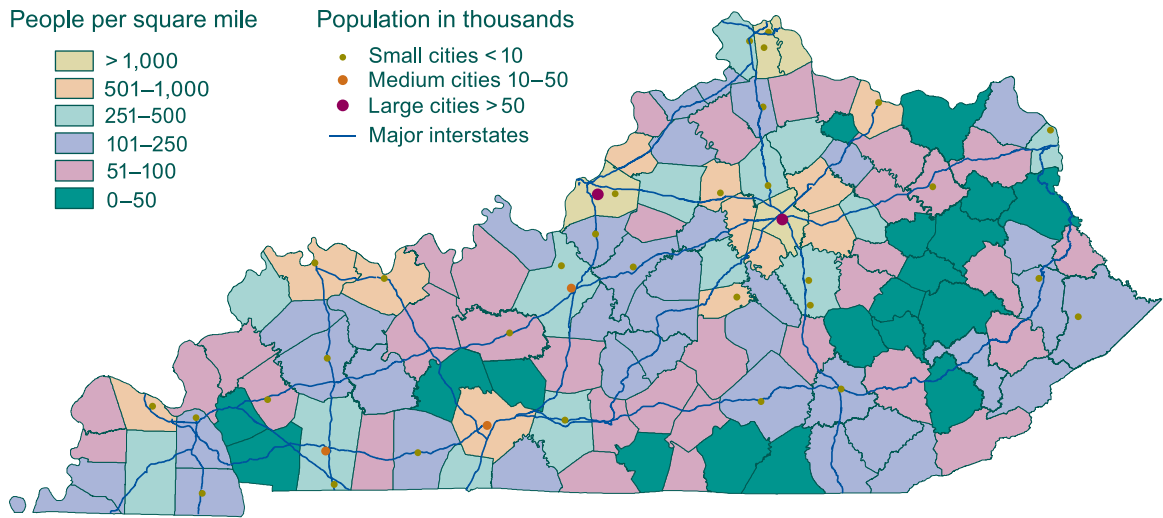 People per square mile
> 1,000
501–1,000
251–500
101–250
51–100
0–50
Population in thousands
Small cities < 10
Medium cities 10–50
Large cities > 50
Major interstates